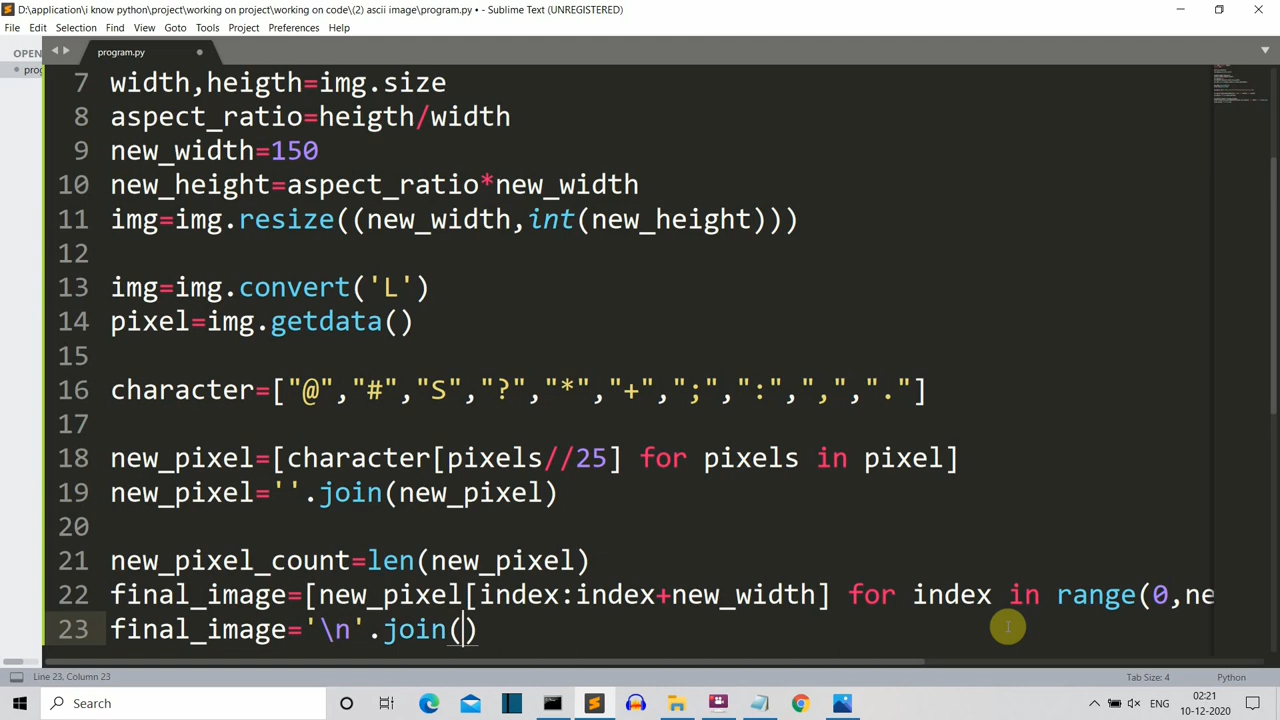 D:\application\i know python\project\working on project\working on code\(2) ascii image\program.py • - Sublime Text (UNREGISTERED)
File Edit Selection Find View Goto Tools Project Preferences Help
OPEN
program.py
prog
7 width,heigth=img.size
8 aspect_ratio=heigth/width
9 new_width=150
10 new_height=aspect_ratio*new_width
11 img=img.resize((new_width,int(new_height)))
12
13 img=img.convert('L')
14 pixel=img.getdata()
15
16 character=["@","#","S","?","*","+",";",":",",","."]
17
18 new_pixel=[character[pixels//25] for pixels in pixel]
19 new_pixel=''.join(new_pixel)
20
21 new_pixel_count=len(new_pixel)
22 final_image=[new_pixel[index:index+new_width] for index in range(0,ne
23 final_image='\n'.join()
Line 23, Column 23 Tab Size: 4 Python
Search ENG 02:21
10-12-2020